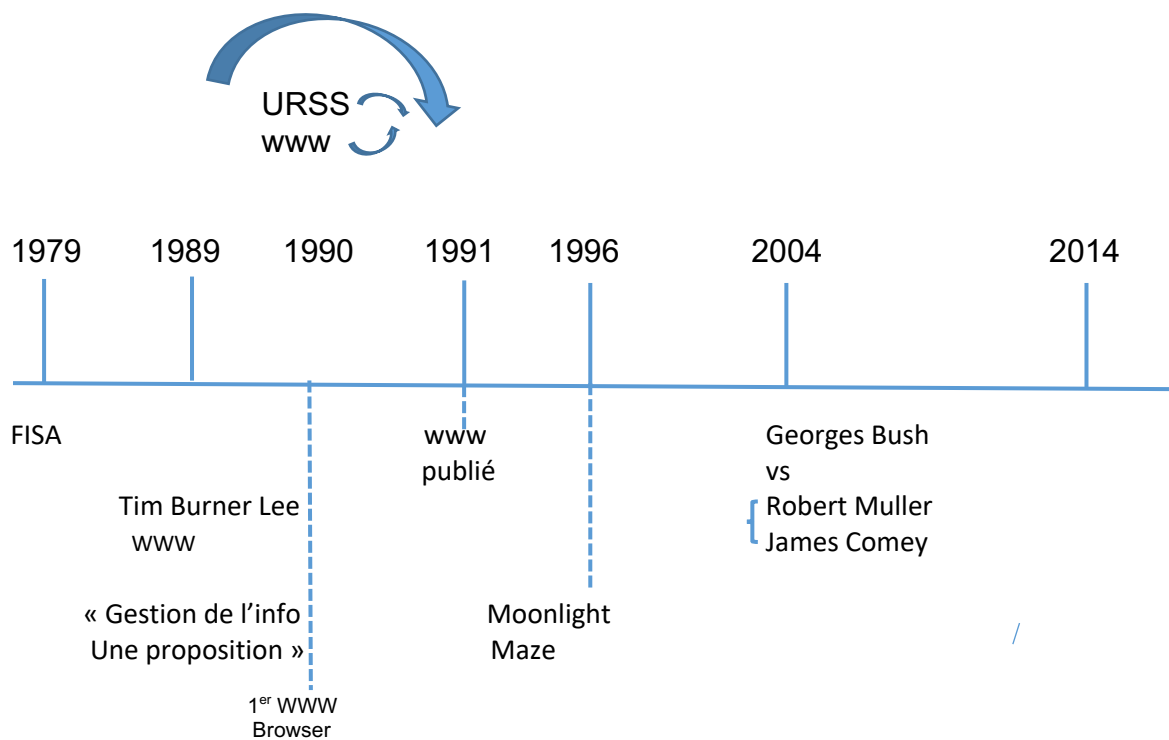 URSS
www
1979 1989 1990 1991 1996 2004 2014
FISA
www
publié
Georges Bush
vs
Robert Muller
James Comey
Tim Burner Lee
www
« Gestion de l’info
Une proposition »
Moonlight
Maze
/
1er WWW
Browser